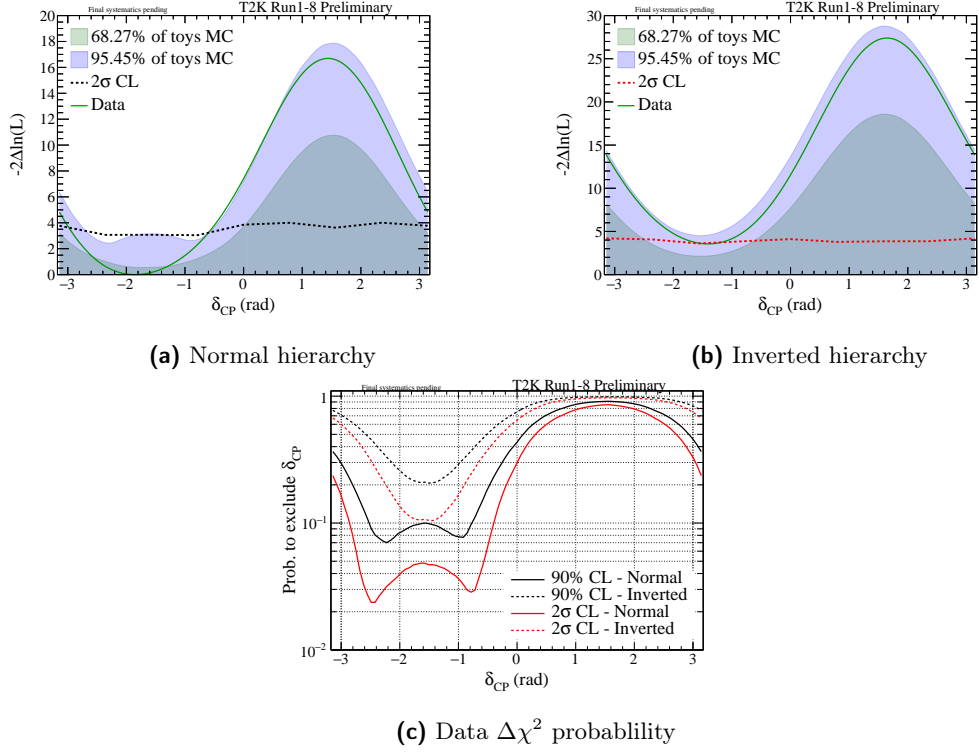 Final systematics pending T2K Run1-8 Preliminary
20
18
16
14
12
10
8
6
4
2
0
-2Δln(L)
68.27% of toys MC
95.45% of toys MC
2σ CL
Data
−3 −2 −1 0 1 2 3
δCP (rad)
(a) Normal hierarchy
Final systematics pending T2K Run1-8 Preliminary
30
25
20
15
10
5
0
-2Δln(L)
68.27% of toys MC
95.45% of toys MC
2σ CL
Data
−3 −2 −1 0 1 2 3
δCP (rad)
(b) Inverted hierarchy
Final systematics pending T2K Run1-8 Preliminary
1
10⁻¹
10⁻²
Prob. to exclude δCP
90% CL - Normal
90% CL - Inverted
2σ CL - Normal
2σ CL - Inverted
−3 −2 −1 0 1 2 3
δCP (rad)
(c) Data Δχ² probablility